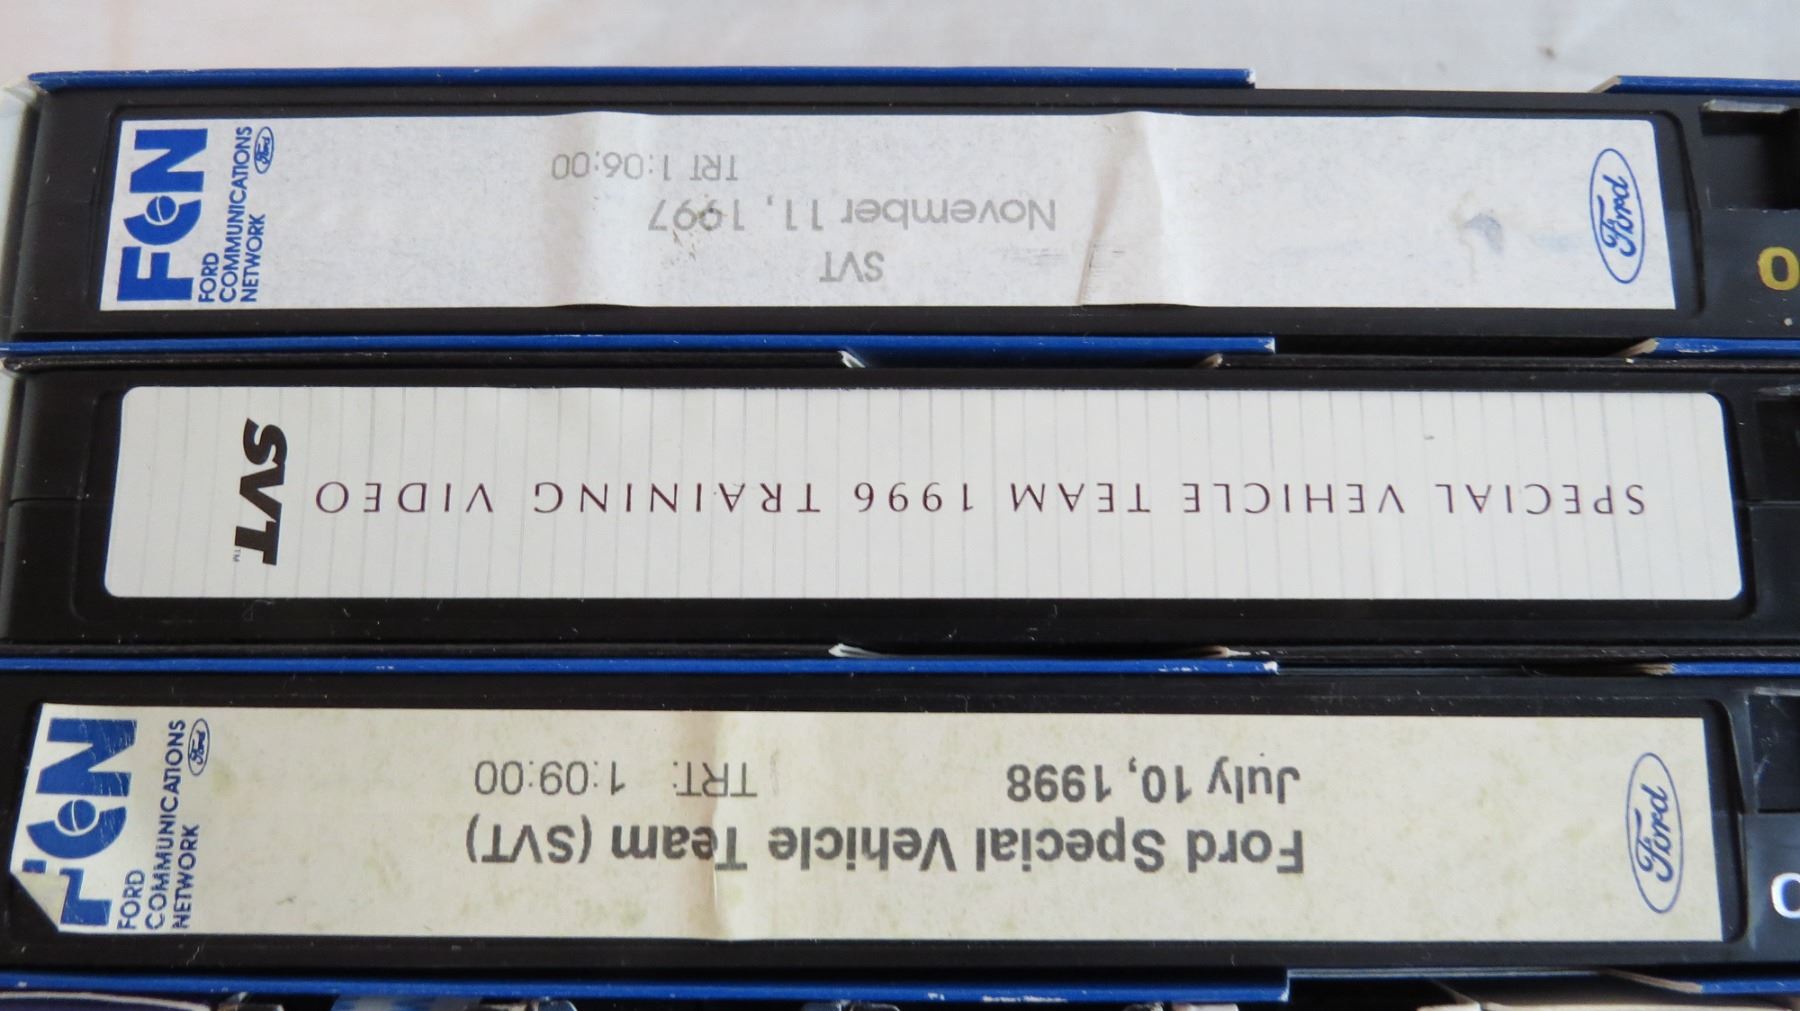 FCN
FORD
COMMUNICATIONS
NETWORK
Ford
SVT
November 11, 1997
TRT 1:06:00
Ford
SPECIAL VEHICLE TEAM 1996 TRAINING VIDEO
SVT™
FCN
FORD
COMMUNICATIONS
NETWORK
Ford
Ford Special Vehicle Team (SVT)
July 10, 1998 TRT: 1:09:00
Ford